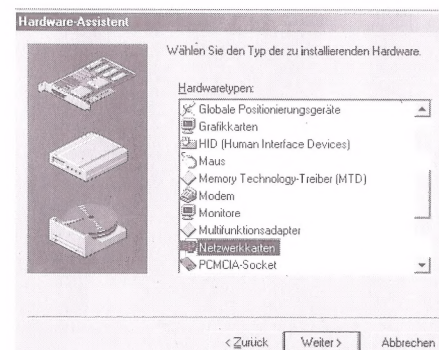 Hardware-Assistent
Wählen Sie den Typ der zu installierenden Hardware.
Hardwaretypen:
Globale Positionierungsgeräte
Grafikkarten
HID (Human Interface Devices)
Maus
Memory Technology-Treiber (MTD)
Modem
Monitore
Multifunktionsadapter
Netzwerkkarten
PCMCIA-Socket
< Zurück Weiter > Abbrechen